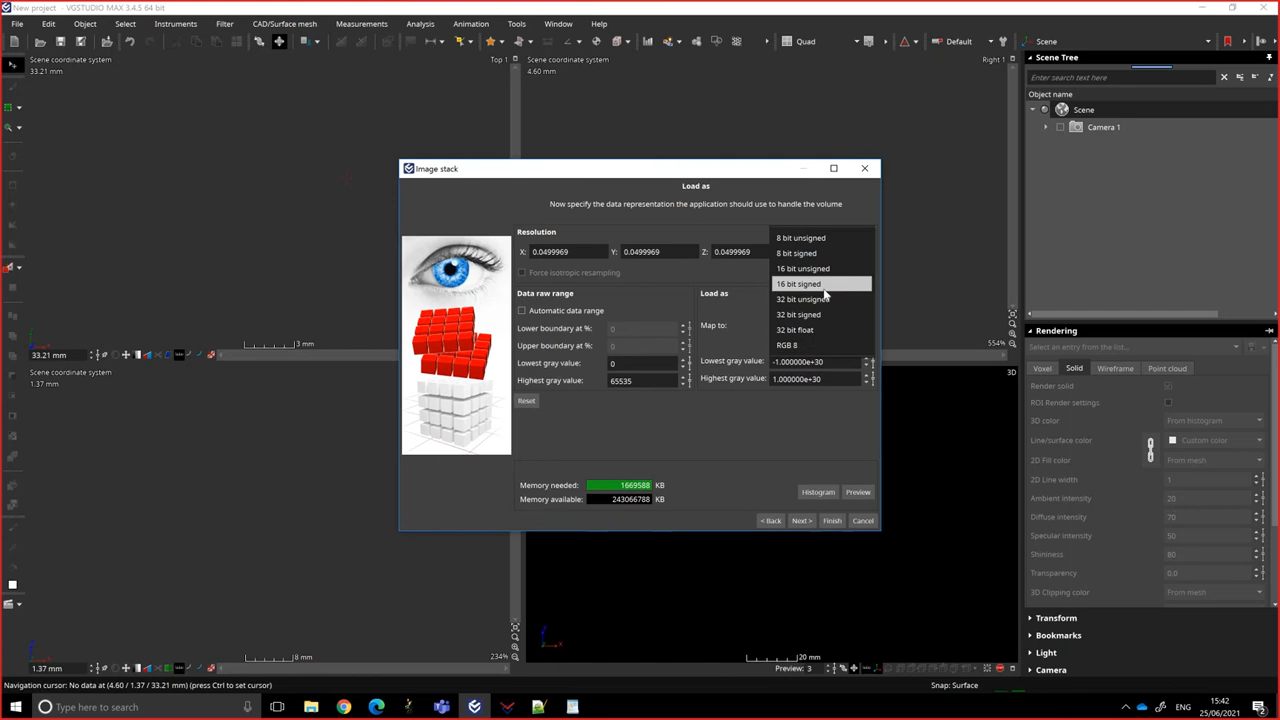 New project - VGSTUDIO MAX 3.4.5 64 bit
File Edit Object Select Instruments Filter CAD/Surface mesh Measurements Analysis Animation Tools Window Help
Quad Default Scene
Scene coordinate system Top 1
33.21 mm
Scene coordinate system Right 1
4.60 mm
Scene Tree
Enter search text here
Object name
Scene
Camera 1
Image stack
Load as
Now specify the data representation the application should use to handle the volume
Resolution
X: 0.0499969 Y: 0.0499969 Z: 0.0499969
Force isotropic resampling
Data raw range
Automatic data range
Lower boundary at %: 0
Upper boundary at %: 0
Lowest gray value: 0
Highest gray value: 65535
Reset
Load as
Map to:
8 bit unsigned
8 bit signed
16 bit unsigned
16 bit signed
32 bit unsigned
32 bit signed
32 bit float
RGB 8
Lowest gray value: -1.000000e+30
Highest gray value: 1.000000e+30
Memory needed: 1669588 KB
Memory available: 243066788 KB
Histogram Preview
< Back Next > Finish Cancel
33.21 mm 3 mm
554%
1.37 mm
3D
1.37 mm 8 mm 234%
20 mm Preview: 3
Rendering
Select an entry from the list...
Voxel Solid Wireframe Point cloud
Render solid
ROI Render settings
3D color From histogram
Line/surface color Custom color
2D Fill color From mesh
2D Line width 1
Ambient intensity 20
Diffuse intensity 70
Specular intensity 50
Shininess 80
Transparency 0,0
3D Clipping color From mesh
Transform
Bookmarks
Light
Camera
Navigation cursor: No data at (4.60 / 1.37 / 33.21 mm) (press Ctrl to set cursor) Snap: Surface
Type here to search
15:42
25/06/2021
2